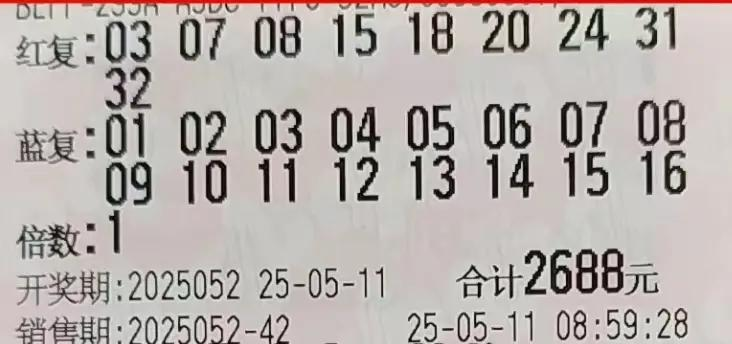 红复:03 07 08 15 18 20 24 31
32
蓝复:01 02 03 04 05 06 07 08
09 10 11 12 13 14 15 16
倍数:1
开奖期:2025052 25-05-11 合计2688元
销售期:2025052-42 25-05-11 08:59:28